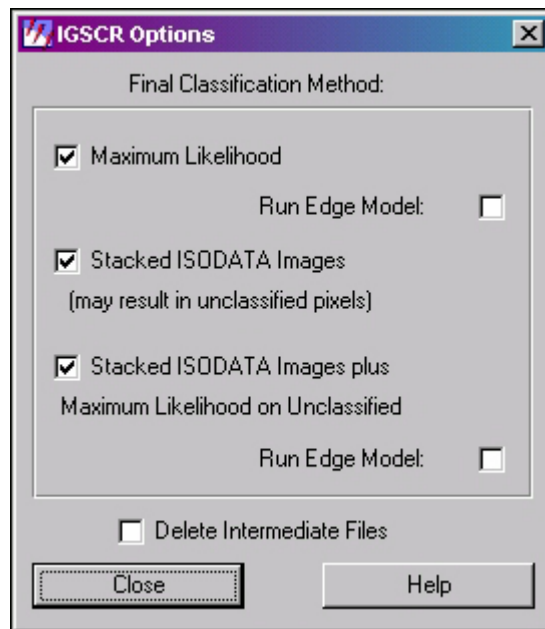 IGSCR Options
Final Classification Method:
Maximum Likelihood
Run Edge Model:
Stacked ISODATA Images
(may result in unclassified pixels)
Stacked ISODATA Images plus
Maximum Likelihood on Unclassified
Run Edge Model:
Delete Intermediate Files
Close Help